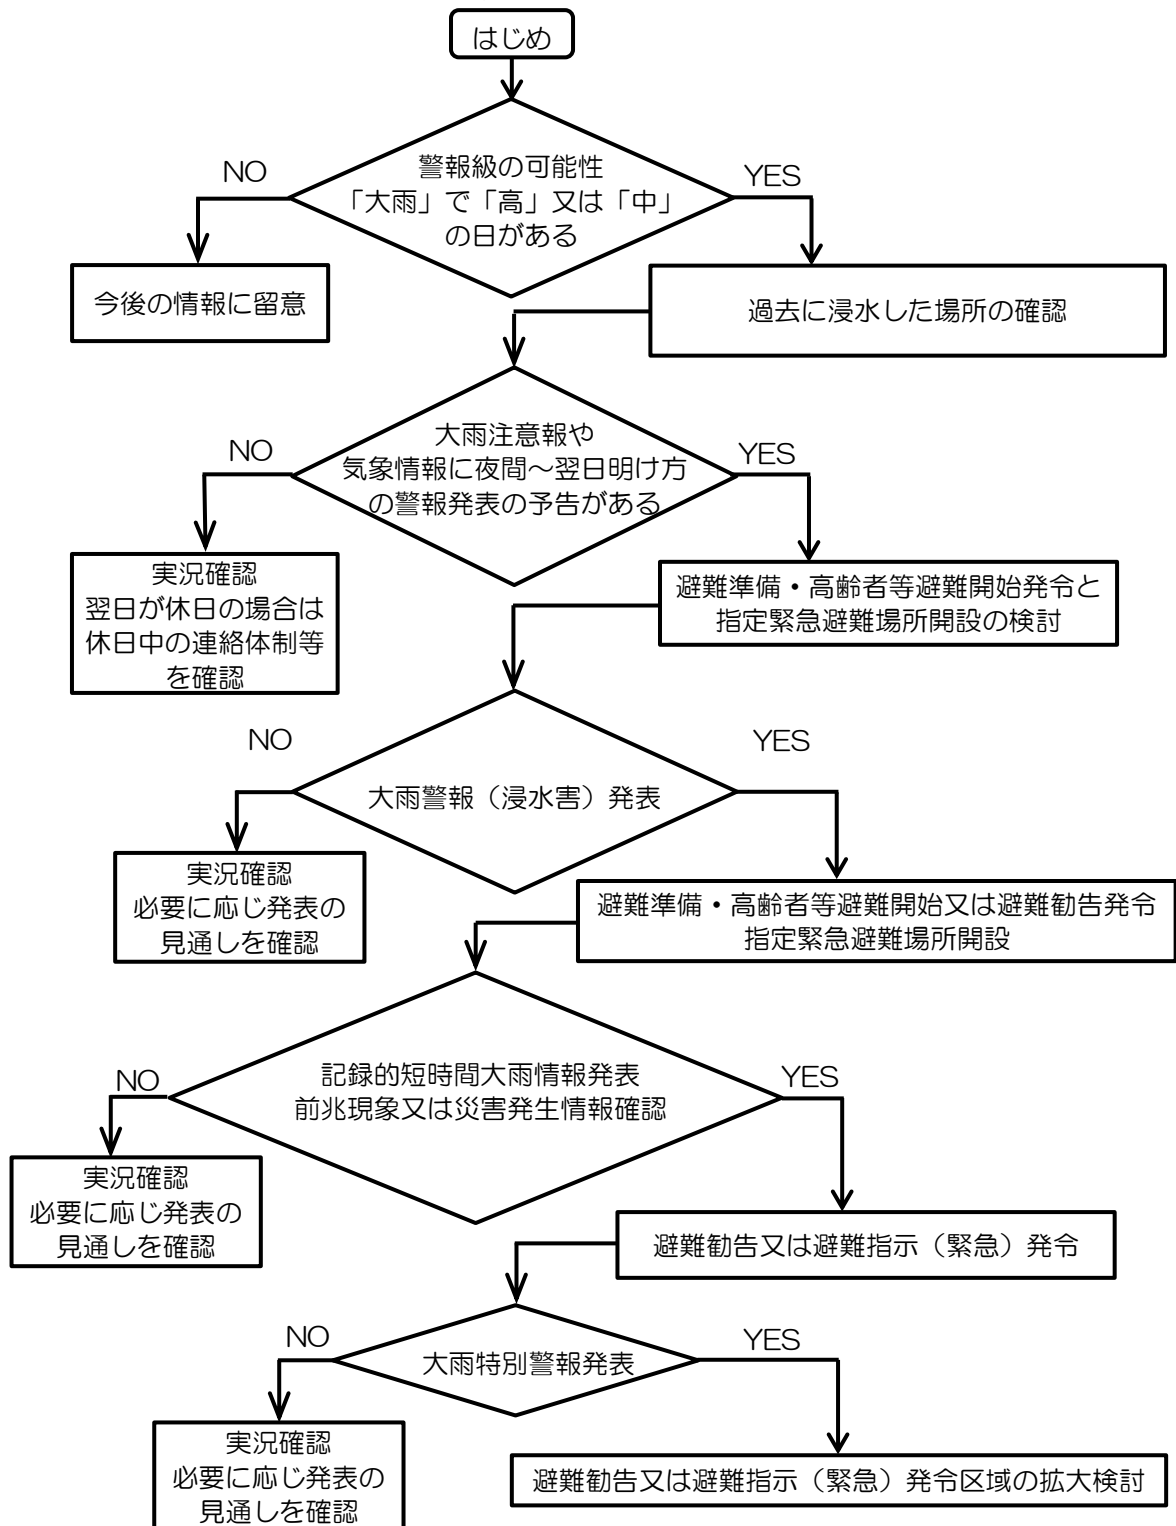 はじめ
警報級の可能性
「大雨」で「高」又は「中」
の日がある
NO
YES
今後の情報に留意
過去に浸水した場所の確認
大雨注意報や
気象情報に夜間～翌日明け方
の警報発表の予告がある
NO
YES
実況確認
翌日が休日の場合は
休日中の連絡体制等
を確認
避難準備・高齢者等避難開始発令と
指定緊急避難場所開設の検討
NO
YES
大雨警報（浸水害）発表
実況確認
必要に応じ発表の
見通しを確認
避難準備・高齢者等避難開始又は避難勧告発令
指定緊急避難場所開設
記録的短時間大雨情報発表
前兆現象又は災害発生情報確認
NO
YES
実況確認
必要に応じ発表の
見通しを確認
避難勧告又は避難指示（緊急）発令
NO
YES
大雨特別警報発表
実況確認
必要に応じ発表の
見通しを確認
避難勧告又は避難指示（緊急）発令区域の拡大検討